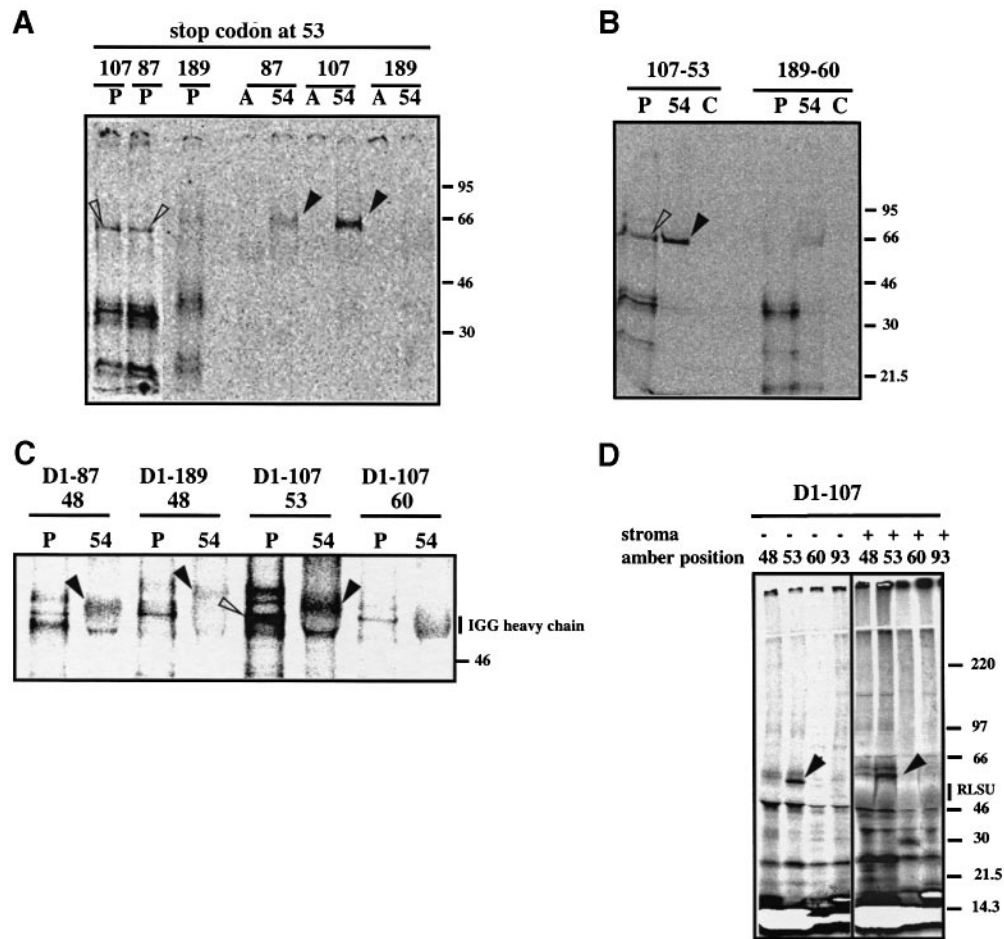 A
stop codon at 53
107 87 189 87 107 189
P P P A 54 A 54 A 54
95
66
46
30
B
107-53 189-60
P 54 C P 54 C
95
66
46
30
21.5
C
D1-87 D1-189 D1-107 D1-107
48 48 53 60
P 54 P 54 P 54 P 54
IGG heavy chain
46
D
D1-107
stroma - - - - + + + +
amber position 48 53 60 93 48 53 60 93
220
97
66
RLSU
46
30
21.5
14.3